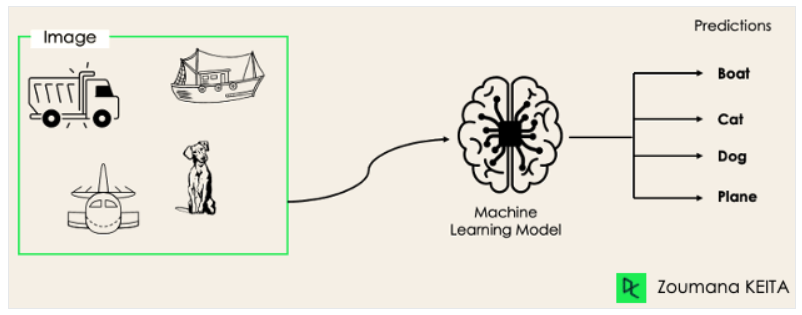 Image
Predictions
Boat
Cat
Dog
Plane
Machine
Learning Model
Zoumana KEITA